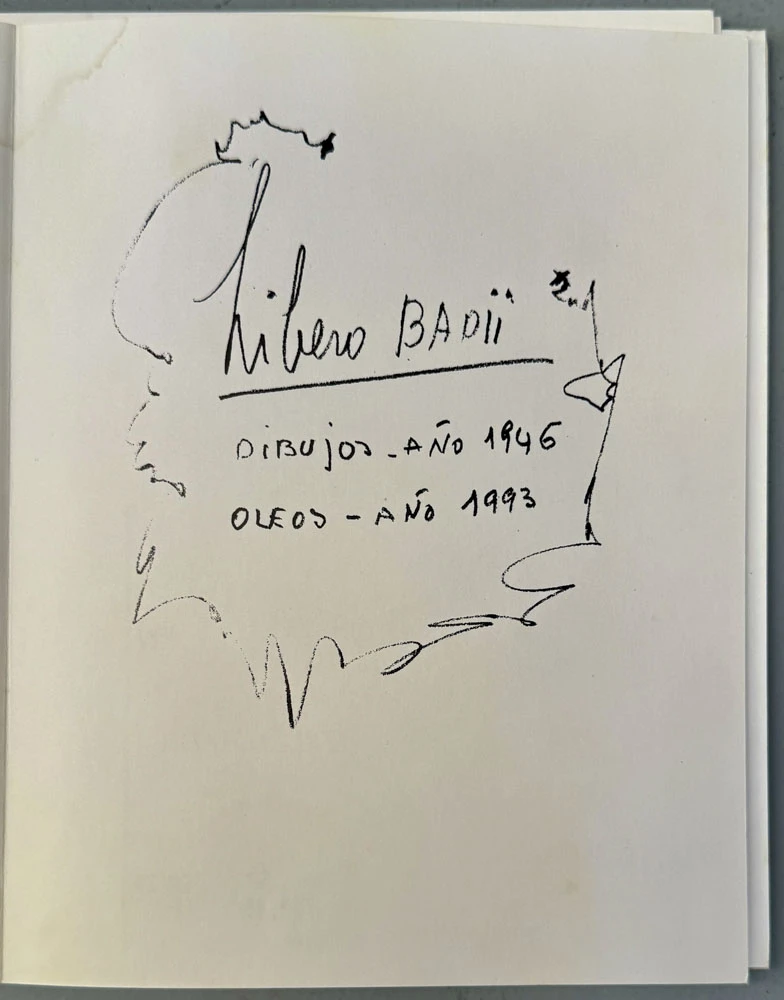 Libero BADII
DIBUJOS - AÑO 1946
OLEOS - AÑO 1993